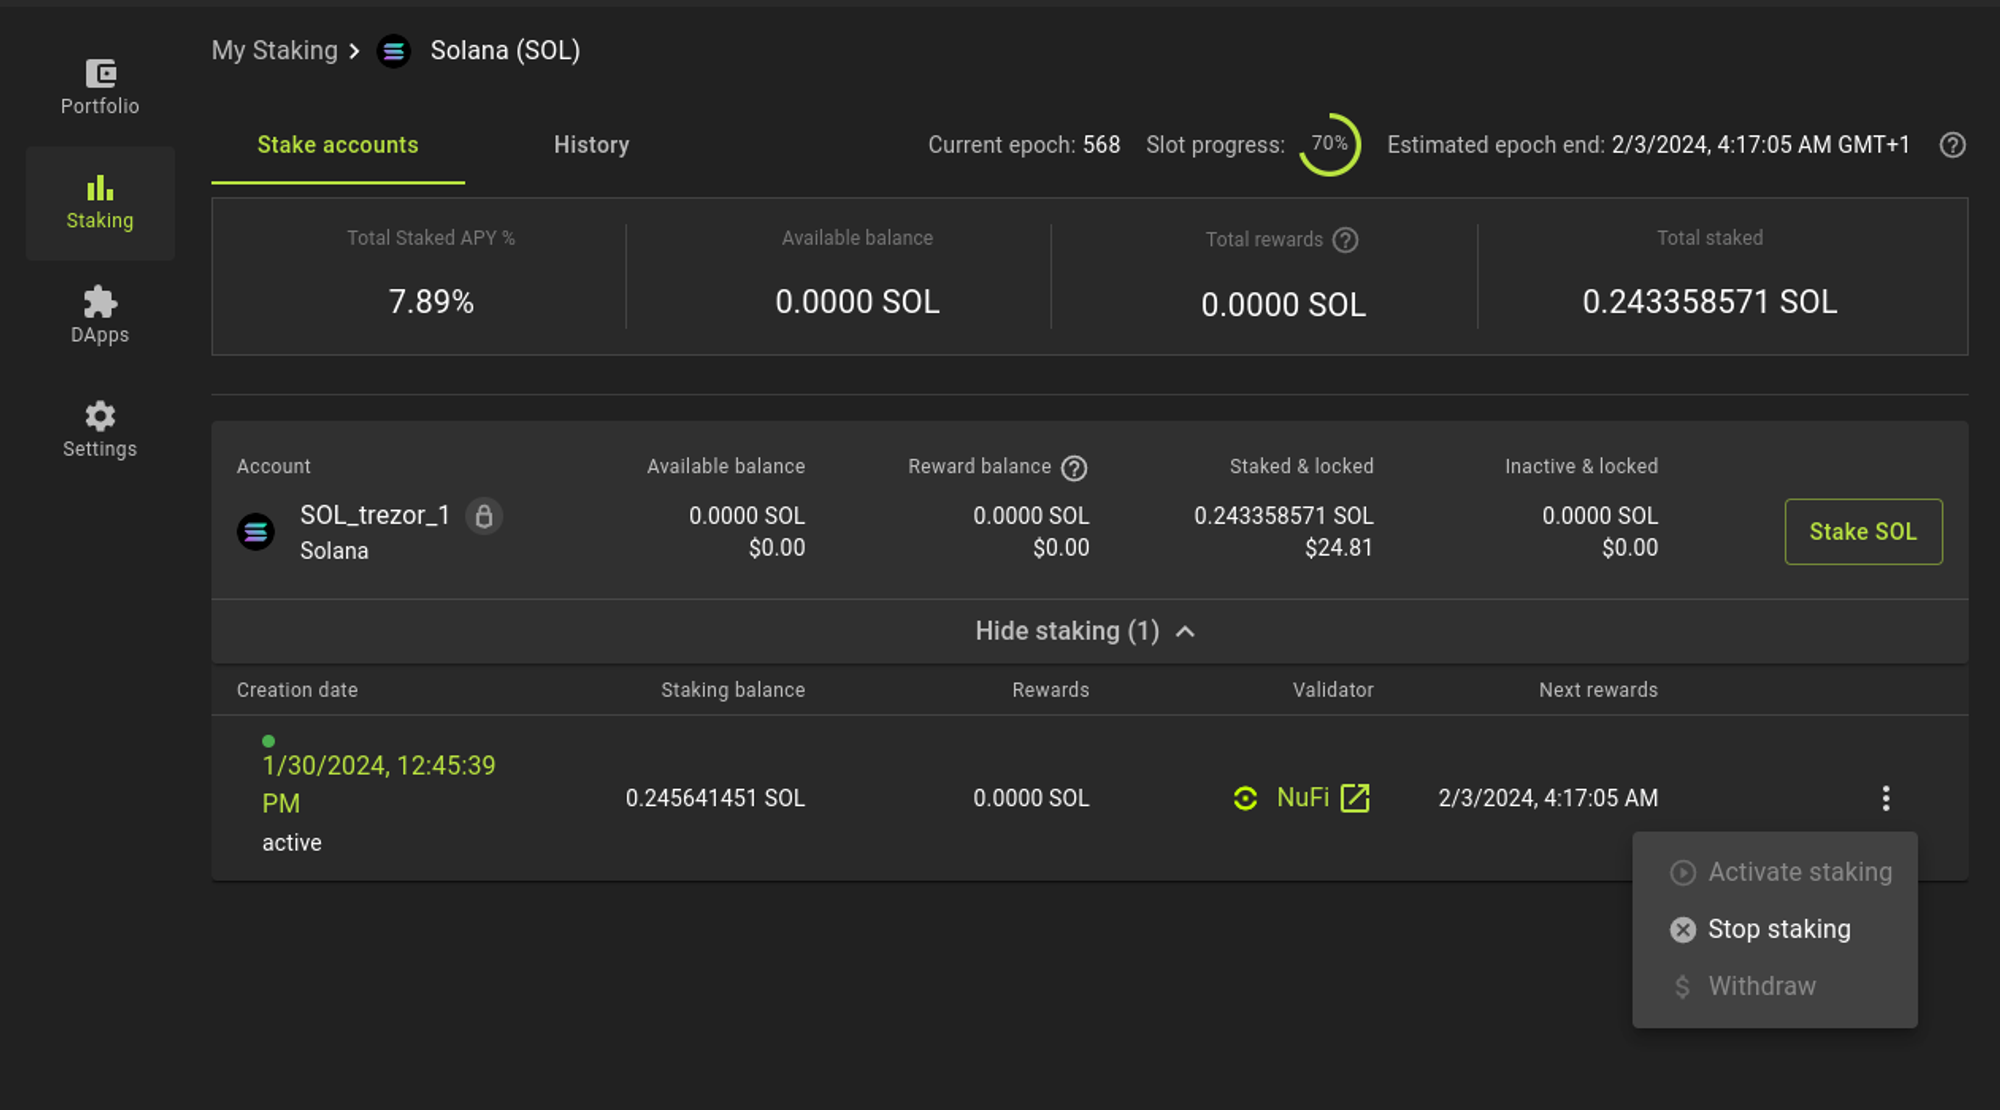 My Staking > Solana (SOL)
Portfolio
Staking
DApps
Settings
Stake accounts History Current epoch: 568 Slot progress: 70% Estimated epoch end: 2/3/2024, 4:17:05 AM GMT+1 ?
Total Staked APY % Available balance Total rewards ? Total staked
7.89% 0.0000 SOL 0.0000 SOL 0.243358571 SOL
Account Available balance Reward balance ? Staked & locked Inactive & locked
SOL_trezor_1 0.0000 SOL 0.0000 SOL 0.243358571 SOL 0.0000 SOL
Solana $0.00 $0.00 $24.81 $0.00
Stake SOL
Hide staking (1)
Creation date Staking balance Rewards Validator Next rewards
1/30/2024, 12:45:39
PM
active
0.245641451 SOL 0.0000 SOL NuFi 2/3/2024, 4:17:05 AM
Activate staking
Stop staking
$ Withdraw